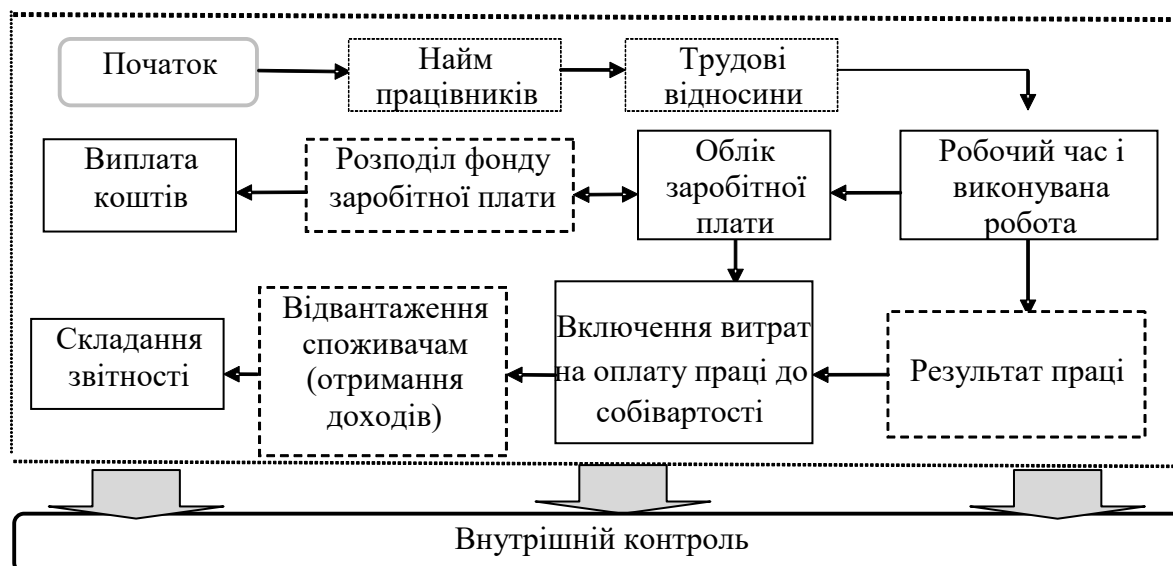 Початок
Найм
працівників
Трудові
відносини
Виплата
коштів
Розподіл фонду
заробітної плати
Облік
заробітної
плати
Робочий час і
виконувана
робота
Складання
звітності
Відвантаження
споживачам
(отримання
доходів)
Включення витрат
на оплату праці до
собівартості
Результат праці
Внутрішній контроль